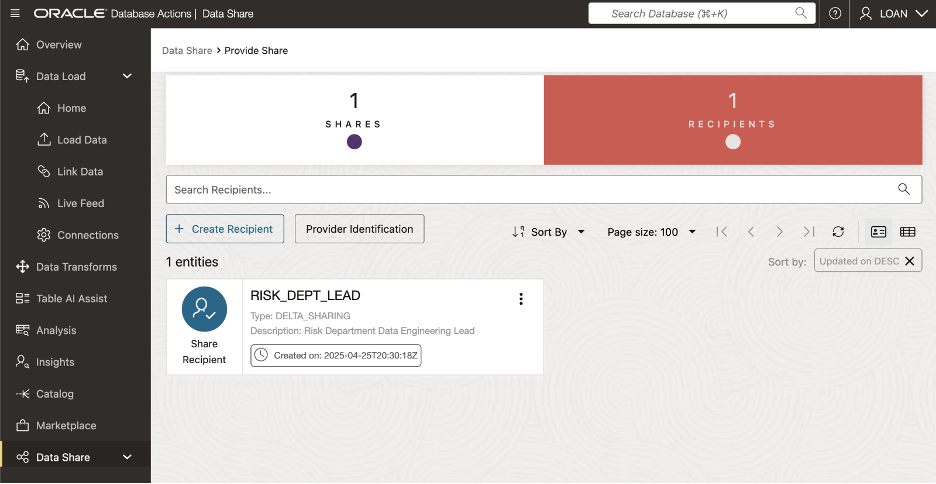 ORACLE® Database Actions | Data Share
Search Database (⌘+K)
LOAN
Overview
Data Load
Home
Load Data
Link Data
Live Feed
Connections
Data Transforms
Table AI Assist
Analysis
Insights
Catalog
Marketplace
Data Share
Data Share > Provide Share
1
SHARES
1
RECIPIENTS
Search Recipients...
+ Create Recipient
Provider Identification
Sort By
Page size: 100
1 entities
Sort by: Updated on DESC
Share
Recipient
RISK_DEPT_LEAD
Type: DELTA_SHARING
Description: Risk Department Data Engineering Lead
Created on: 2025-04-25T20:30:18Z